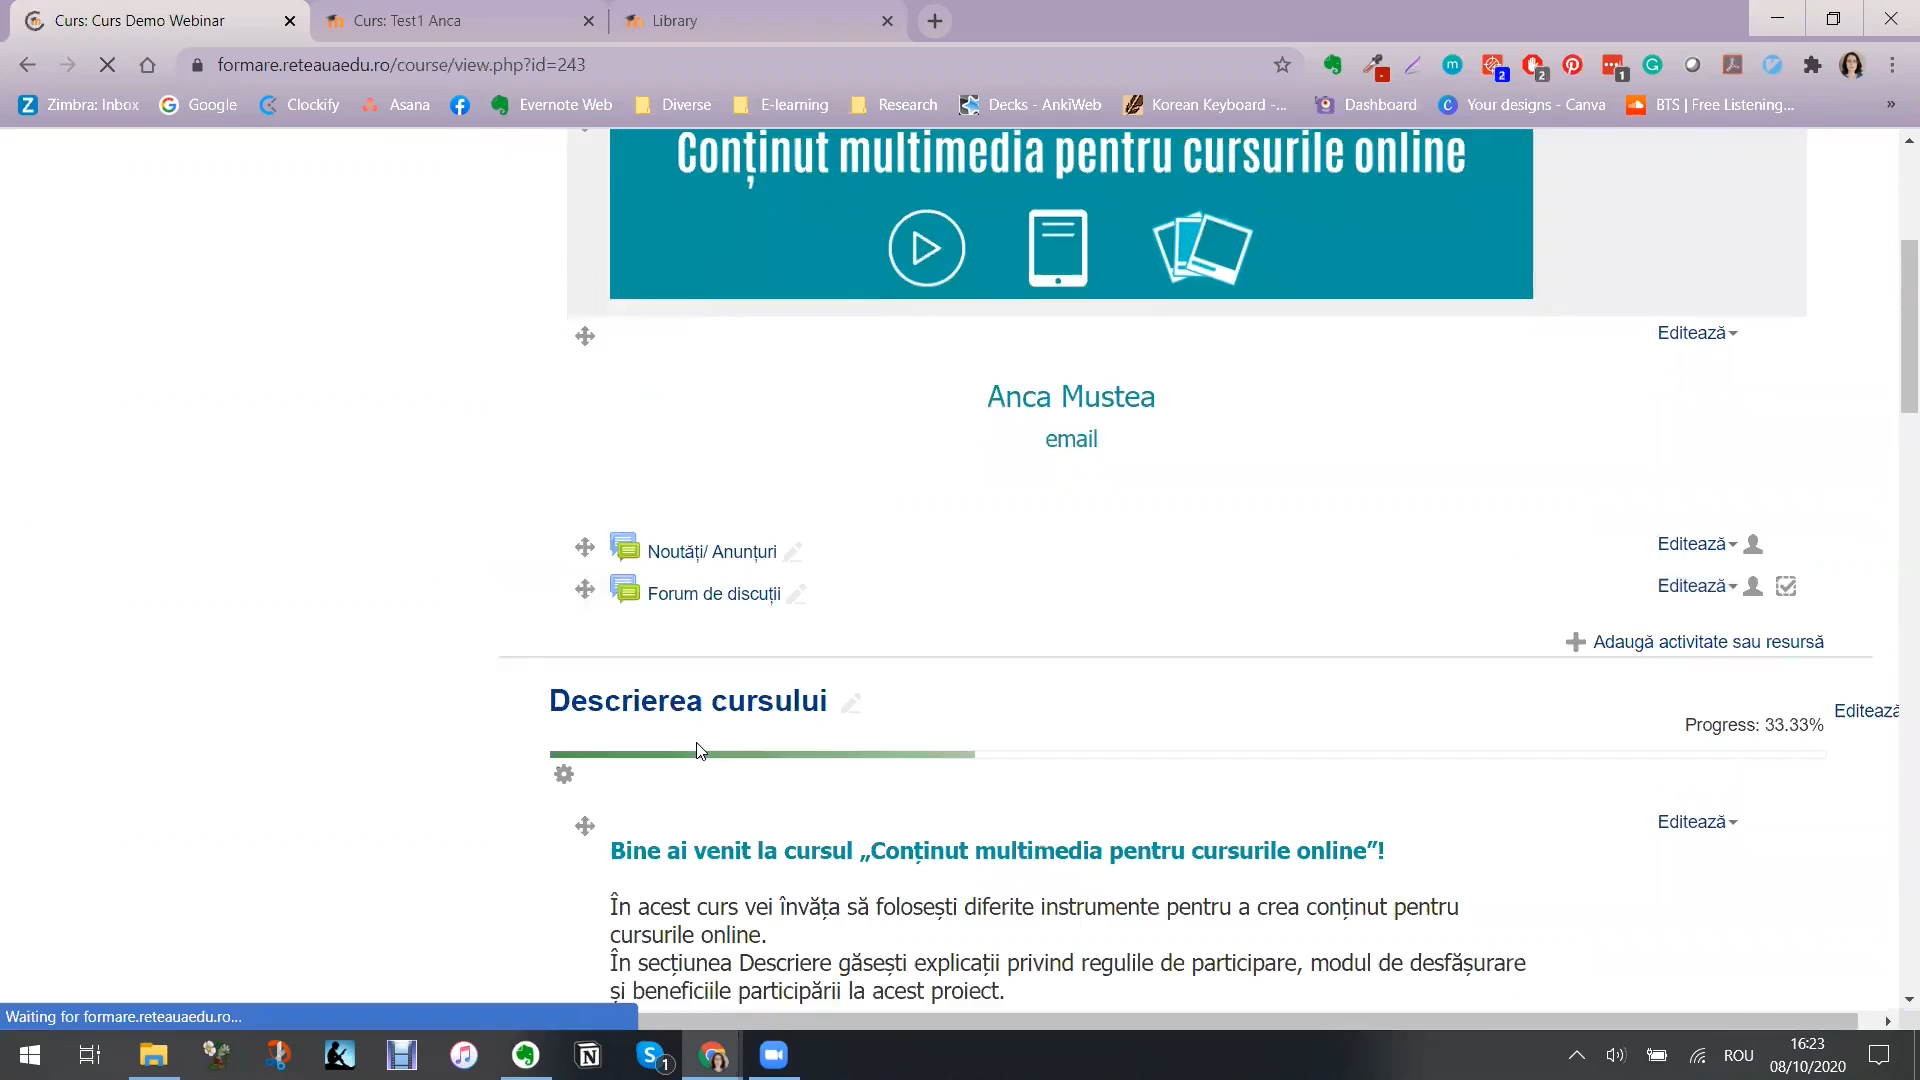 Curs: Curs Demo Webinar
Curs: Test1 Anca
Library
formare.reteauaedu.ro/course/view.php?id=243
Zimbra: Inbox
Google
Clockify
Asana
Evernote Web
Diverse
E-learning
Research
Decks - AnkiWeb
Korean Keyboard -...
Dashboard
Your designs - Canva
BTS | Free Listening...
Conținut multimedia pentru cursurile online
Editează
Anca Mustea
email
Noutăți/ Anunțuri
Editează
Forum de discuții
Editează
Adaugă activitate sau resursă
Descrierea cursului
Editează
Progress: 33.33%
Editează
Bine ai venit la cursul „Conținut multimedia pentru cursurile online”!
În acest curs vei învăța să folosești diferite instrumente pentru a crea conținut pentru
cursurile online.
În secțiunea Descriere găsești explicații privind regulile de participare, modul de desfășurare
și beneficiile participării la acest proiect.
Waiting for formare.reteauaedu.ro...
ROU
16:23
08/10/2020